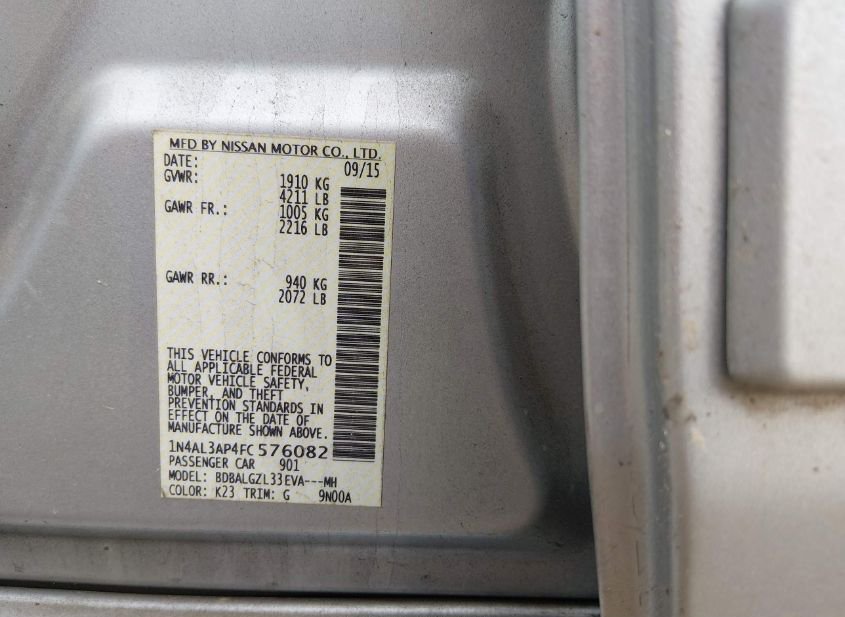 MFD BY NISSAN MOTOR CO., LTD.
DATE: 09/15
GVWR: 1910 KG
4211 LB
GAWR FR.: 1005 KG
2216 LB
GAWR RR.: 940 KG
2072 LB
THIS VEHICLE CONFORMS TO
ALL APPLICABLE FEDERAL
MOTOR VEHICLE SAFETY,
BUMPER, AND THEFT
PREVENTION STANDARDS IN
EFFECT ON THE DATE OF
MANUFACTURE SHOWN ABOVE.
1N4AL3AP4FC576082
PASSENGER CAR 901
MODEL: BDBALGZL33EVA---MH
COLOR: K23 TRIM: G 9N00A